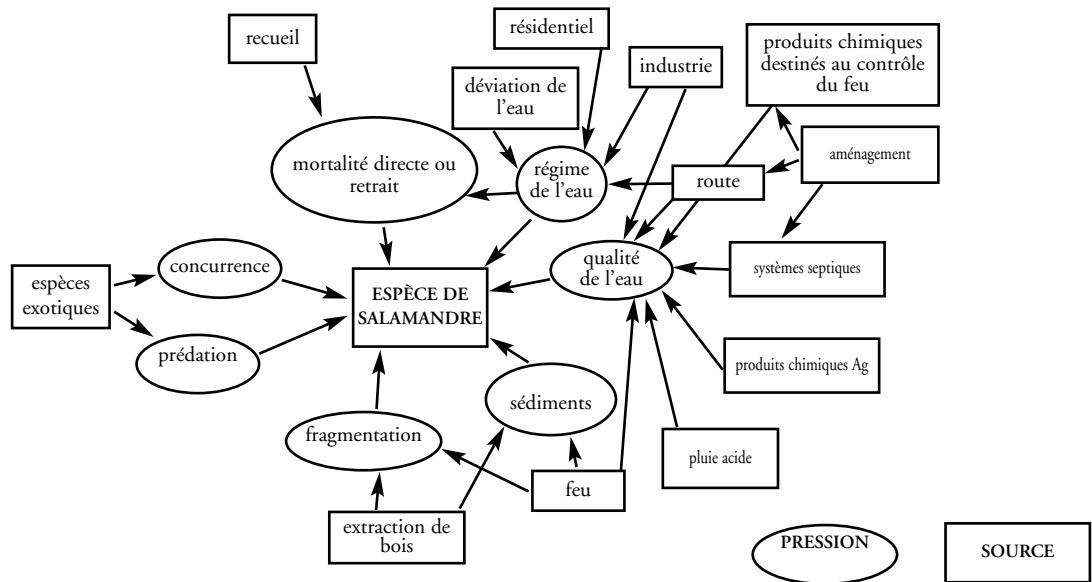 recueil
résidentiel
industrie
produits chimiques
destinés au contrôle
du feu
déviation de
l'eau
mortalité directe ou
retrait
régime
de l'eau
route
aménagement
espèces
exotiques
concurrence
prédation
ESPÈCE DE
SALAMANDRE
qualité
de l'eau
systèmes septiques
produits chimiques Ag
fragmentation
sédiments
pluie acide
feu
extraction de
bois
PRESSION
SOURCE